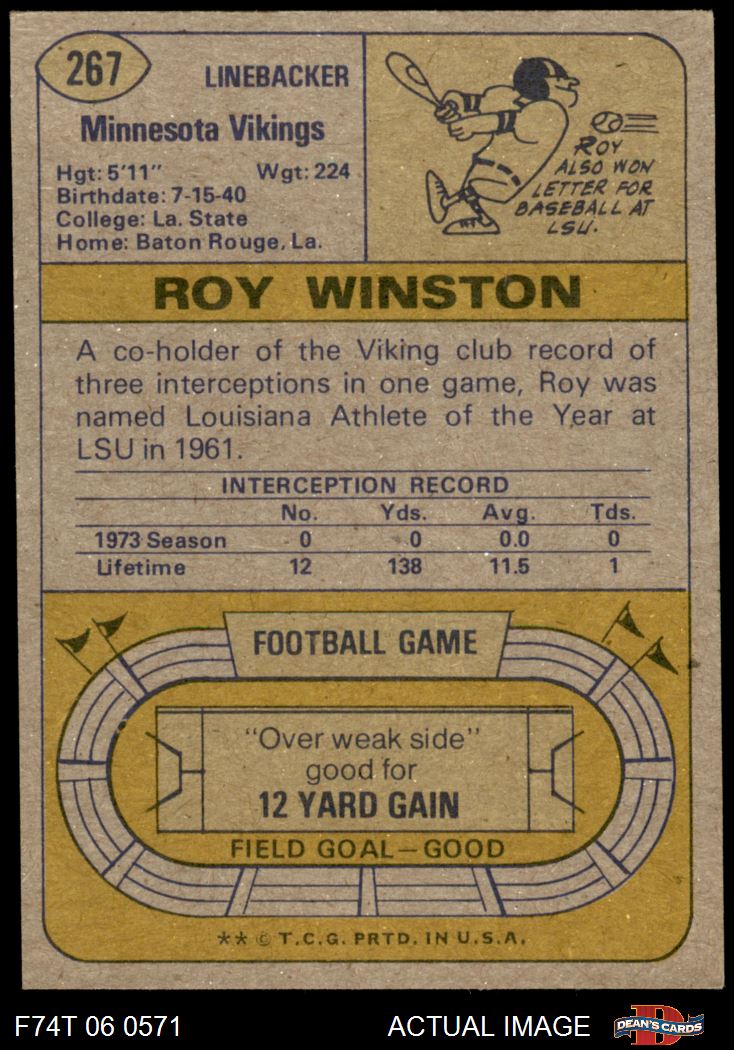 267
LINEBACKER
Minnesota Vikings
Hgt: 5'11" Wgt: 224
Birthdate: 7-15-40
College: La. State
Home: Baton Rouge, La.
ROY
ALSO WON
LETTER FOR
BASEBALL AT
LSU.
ROY WINSTON
A co-holder of the Viking club record of
three interceptions in one game, Roy was
named Louisiana Athlete of the Year at
LSU in 1961.
INTERCEPTION RECORD
No. Yds. Avg. Tds.
1973 Season 0 0 0.0 0
Lifetime 12 138 11.5 1
FOOTBALL GAME
"Over weak side"
good for
12 YARD GAIN
FIELD GOAL—GOOD
** © T.C.G. PRTD. IN U.S.A.
F74T 06 0571 ACTUAL IMAGE
D
DEAN'S CARDS